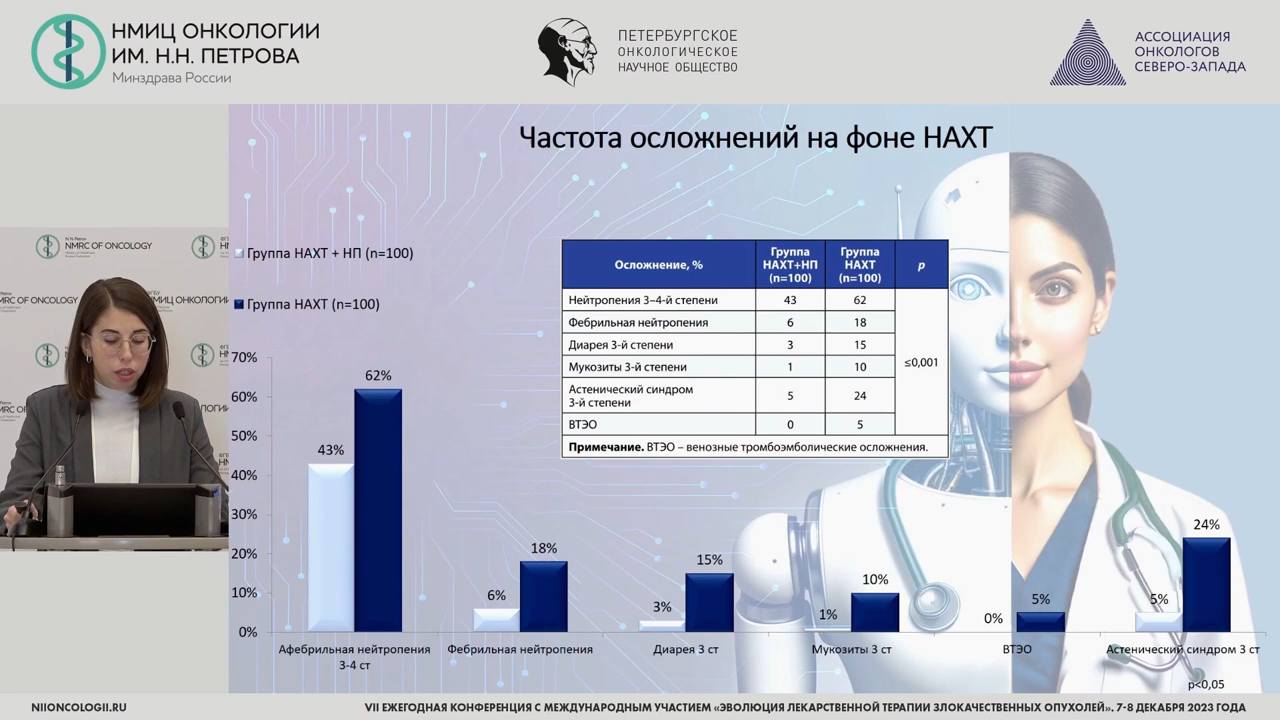 НМИЦ ОНКОЛОГИИ
ИМ. Н.Н. ПЕТРОВА
Минздрава России
ПЕТЕРБУРГСКОЕ
ОНКОЛОГИЧЕСКОЕ
НАУЧНОЕ ОБЩЕСТВО
АССОЦИАЦИЯ
ОНКОЛОГОВ
СЕВЕРО-ЗАПАДА
Частота осложнений на фоне НАХТ
NMRC OF ONCOLOGY
Группа НАХТ + НП (n=100)
Группа НАХТ (n=100)
Осложнение, %
Группа НАХТ+НП (n=100)
Группа НАХТ (n=100)
p
Нейтропения 3–4-й степени 43 62
Фебрильная нейтропения 6 18
Диарея 3-й степени 3 15
Мукозиты 3-й степени 1 10
Астенический синдром
3-й степени 5 24
ВТЭО 0 5
≤0,001
Примечание. ВТЭО – венозные тромбоэмболические осложнения.
70%
60%
50%
40%
30%
20%
10%
0%
43% 62%
6% 18%
3% 15%
1% 10%
0% 5%
5% 24%
Афебрильная нейтропения
3-4 ст
Фебрильная нейтропения
Диарея 3 ст
Мукозиты 3 ст
ВТЭО
Астенический синдром 3 ст
p<0,05
NIIONCOLOGII.RU
VII ЕЖЕГОДНАЯ КОНФЕРЕНЦИЯ С МЕЖДУНАРОДНЫМ УЧАСТИЕМ «ЭВОЛЮЦИЯ ЛЕКАРСТВЕННОЙ ТЕРАПИИ ЗЛОКАЧЕСТВЕННЫХ ОПУХОЛЕЙ». 7-8 ДЕКАБРЯ 2023 ГОДА